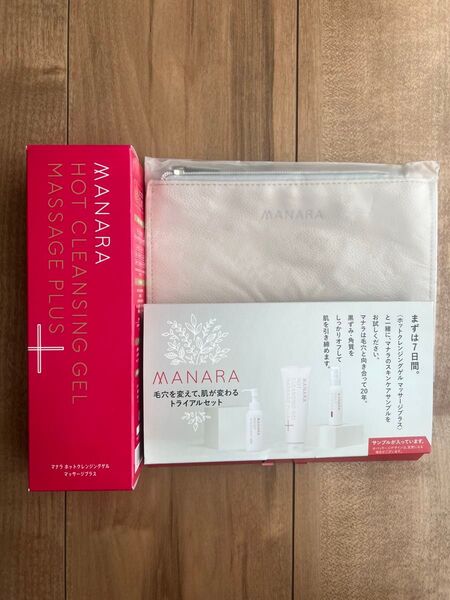 MANARA
HOT CLEANSING GEL
MASSAGE PLUS
マナラ ホットクレンジングゲル
マッサージプラス
MANARA
まずは7日間。
〈ホットクレンジングゲル マッサージプラス〉
と一緒に、マナラのスキンケアサンプルを
お試しください。
マナラは毛穴と向き合って20年。
黒ずみ・角質を
しっかりオフして
肌を引き締めます。
MANARA
毛穴を変えて、肌が変わる
トライアルセット
サンプルが入っています。